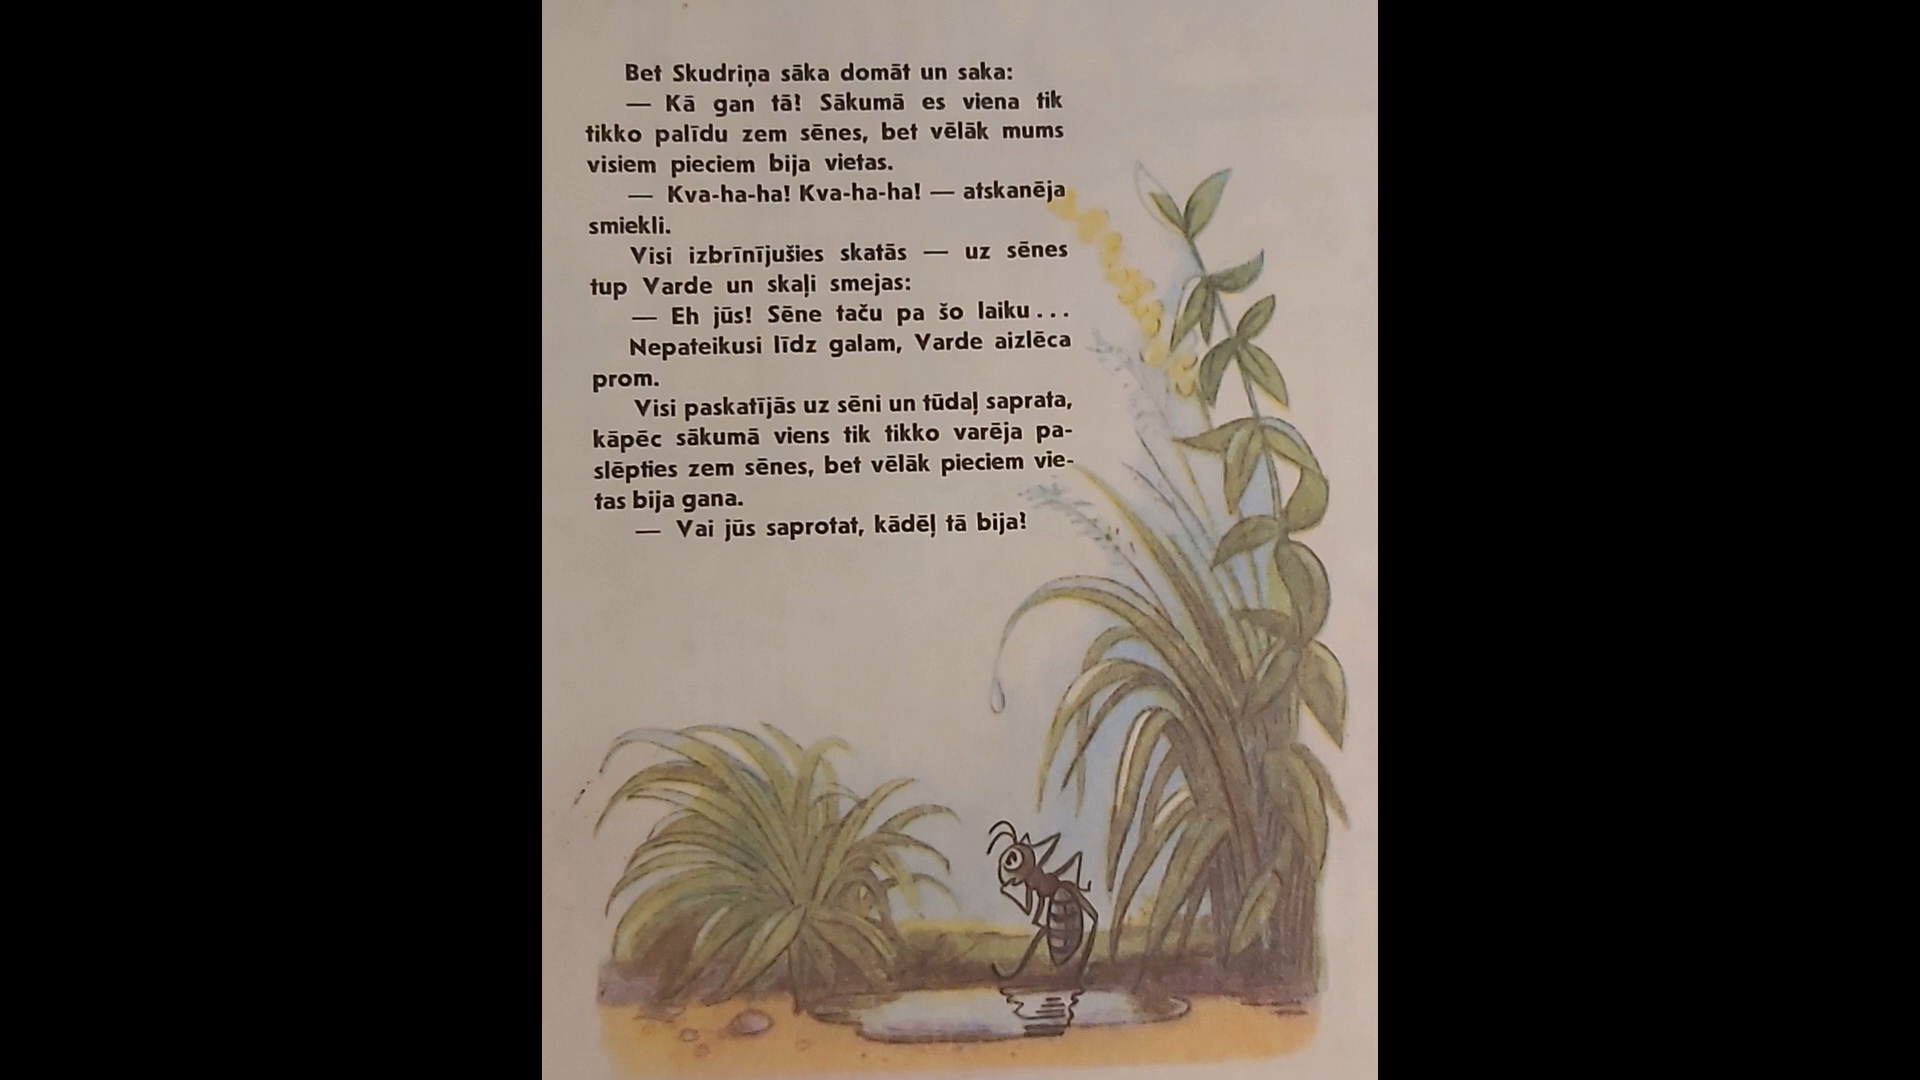 Bet Skudriņa sāka domāt un saka:
— Kā gan tā? Sākumā es viena tik
tikko palīdu zem sēnes, bet vēlāk mums
visiem pieciem bija vietas.
— Kva-ha-ha! Kva-ha-ha! — atskanēja
smiekli.
Visi izbrīnījušies skatās — uz sēnes
tup Varde un skaļi smejas:
— Eh jūs! Sēne taču pa šo laiku...
Nepateikusi līdz galam, Varde aizlēca
prom.
Visi paskatījās uz sēni un tūdaļ saprata,
kāpēc sākumā viens tik tikko varēja pa-
slēpties zem sēnes, bet vēlāk pieciem vie-
tas bija gana.
— Vai jūs saprotat, kādēļ tā bija?